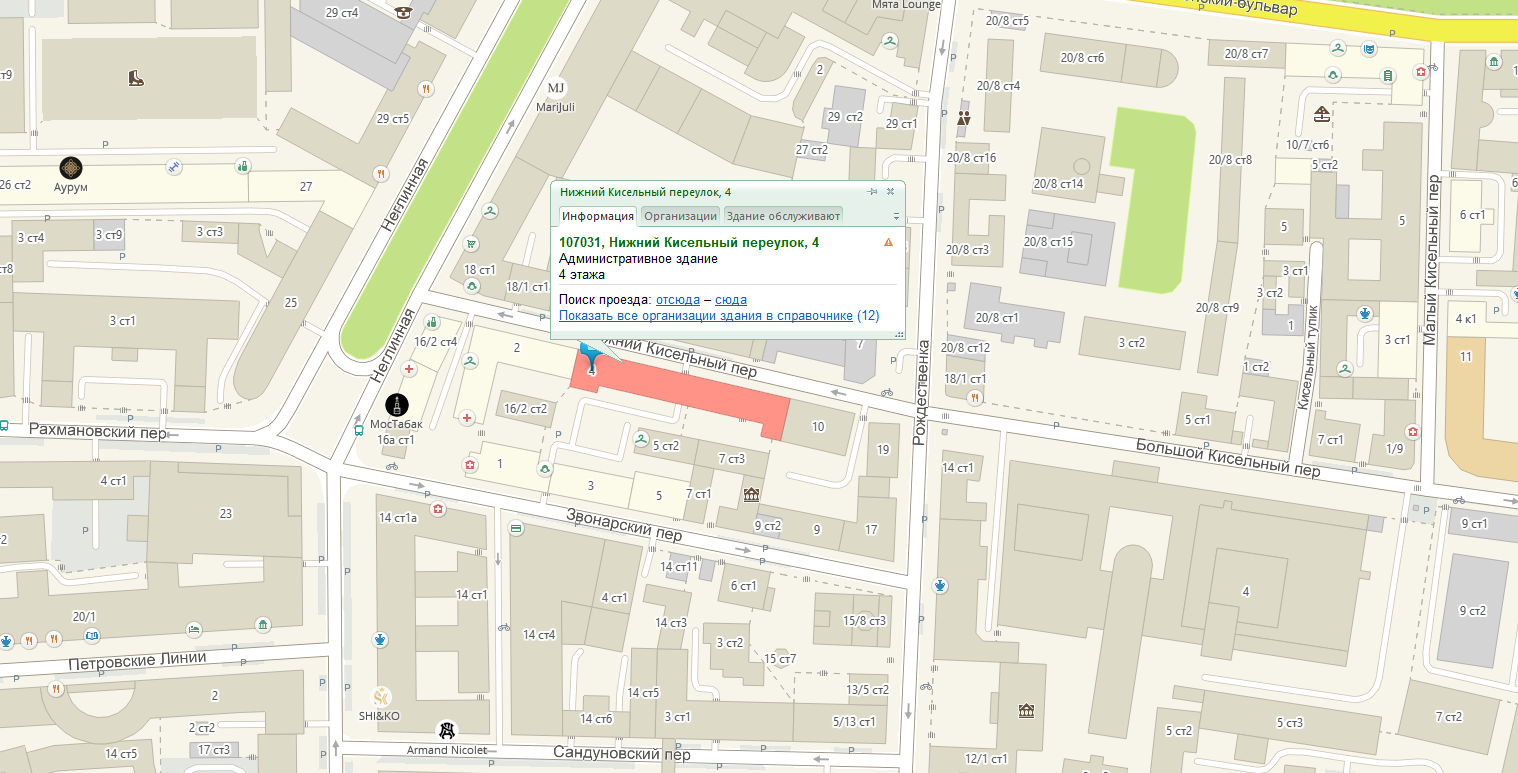 29 ст4
Мята Lounge
20/8 ст5
ст9
20/8 ст6
20/8 ст7
2
MJ
MariJuli
20/8 ст4
29 ст5
29 ст2
29 ст1
P
27 ст2
10/7 ст6
20/8 ст16
20/8 ст8
5 ст2
Аурум
26 ст2
27
20/8 ст14
Неглинная
Нижний Кисельный переулок, 4
Информация
Организации
Здание обслуживают
107031, Нижний Кисельный переулок, 4
Административное здание
4 этажа
Поиск проезда: отсюда – сюда
Показать все организации здания в справочнике (12)
6 ст1
5
5
Малый Кисельный пер
3 ст4
3 ст9
3 ст3
20/8 ст3
20/8 ст15
ст8
18 ст1
18/1 ст1
3 ст1
3 ст2
25
3 ст1
20/8 ст9
20/8 ст1
1
4 к1
Кисельный тупик
16/2 ст4
2
Неглинная
жний Кисельный пер
7
20/8 ст12
3 ст2
3 ст1
11
1 ст2
18/1 ст1
4
Рождественка
МосТабак
16а ст1
16/2 ст2
10
5 ст1
7 ст1
1/9
Рахмановский пер
5 ст2
7 ст3
19
Большой Кисельный пер
14 ст1
1
3
5
7 ст1
4 ст1
23
14 ст1а
Звонарский пер
9 ст2
9
17
9 ст1
14 ст11
6 ст1
4
14 ст1
4 ст1
9 ст2
20/1
14 ст4
14 ст3
3 ст2
15/8 ст3
Петровские Линии
15 ст7
2
SHI&KO
14 ст5
13/5 ст2
14 ст6
3 ст1
5/13 ст1
2 ст2
17 ст3
14 ст5
Armand Nicolet
Сандуновский пер
5 ст2
5 ст3
7 ст2
12/1 ст1